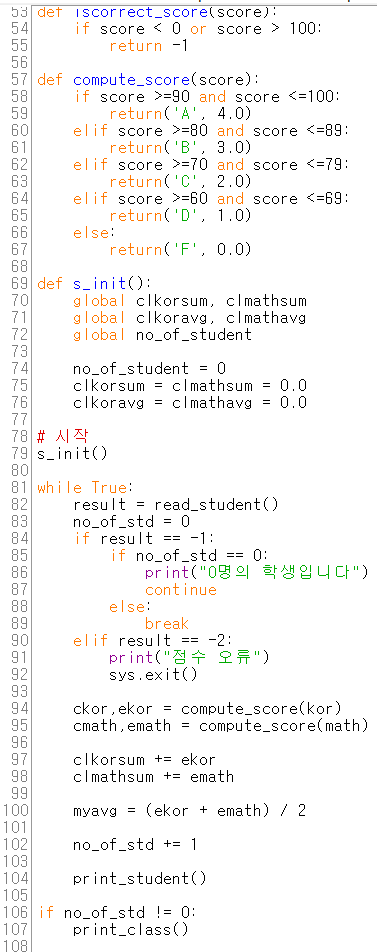 53 def iscorrect_score(score):
54     if score < 0 or score > 100:
55         return -1
56
57 def compute_score(score):
58     if score >=90 and score <=100:
59         return('A', 4.0)
60     elif score >=80 and score <=89:
61         return('B', 3.0)
62     elif score >=70 and score <=79:
63         return('C', 2.0)
64     elif score >=60 and score <=69:
65         return('D', 1.0)
66     else:
67         return('F', 0.0)
68
69 def s_init():
70     global clkorsum, clmathsum
71     global clkoravg, clmathavg
72     global no_of_student
73
74     no_of_student = 0
75     clkorsum = clmathsum = 0.0
76     clkoravg = clmathavg = 0.0
77
78 # 시작
79 s_init()
80
81 while True:
82     result = read_student()
83     no_of_std = 0
84     if result == -1:
85         if no_of_std == 0:
86             print("0명의 학생입니다")
87             continue
88         else:
89             break
90     elif result == -2:
91         print("점수 오류")
92         sys.exit()
93
94     ckor,ekor = compute_score(kor)
95     cmath,emath = compute_score(math)
96
97     clkorsum += ekor
98     clmathsum += emath
99
100     myavg = (ekor + emath) / 2
101
102     no_of_std += 1
103
104     print_student()
105
106 if no_of_std != 0:
107     print_class()
108